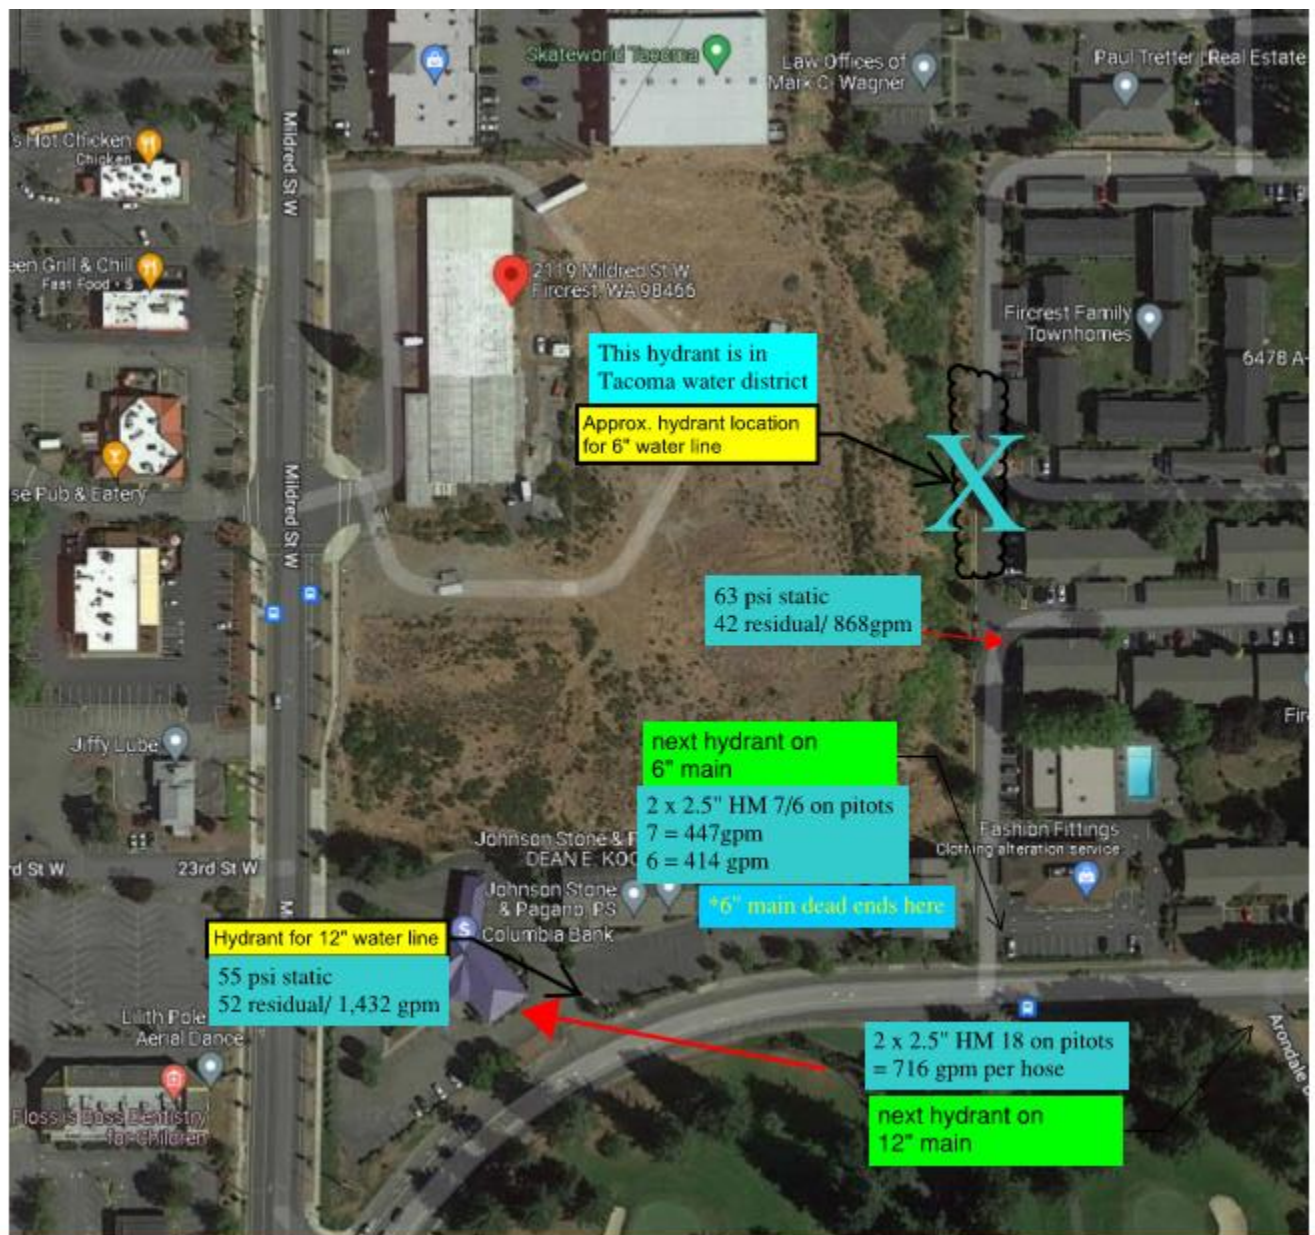 Skateworld Tacoma
Law Offices of
Mark C. Wagner
Paul Tretter
Real Estate
Mildred St W
s Hot Chicken
Chicken
een Grill & Chill
Fast Food • $
2119 Mildred St W,
Fircrest, WA 98466
Fircrest Family
Townhomes
6478 A
This hydrant is in
Tacoma water district
Approx. hydrant location
for 6" water line
X
se Pub & Eatery
Mildred St W
63 psi static
42 residual/ 868gpm
Jiffy Lube
Fir
next hydrant on
6" main
2 x 2.5" HM 7/6 on pitots
7 = 447gpm
6 = 414 gpm
*6" main dead ends here
Fashion Fittings
Clothing alteration service
rd St W
23rd St W
M
Johnson Stone &
DEAN E. KOC
Johnson Stone
& Pagano, PS
$
Columbia Bank
Hydrant for 12" water line
55 psi static
52 residual/ 1,432 gpm
Lilith Pole
Aerial Dance
2 x 2.5" HM 18 on pitots
= 716 gpm per hose
next hydrant on
12" main
Arondale
Floss is Boss Dentistry
for Children